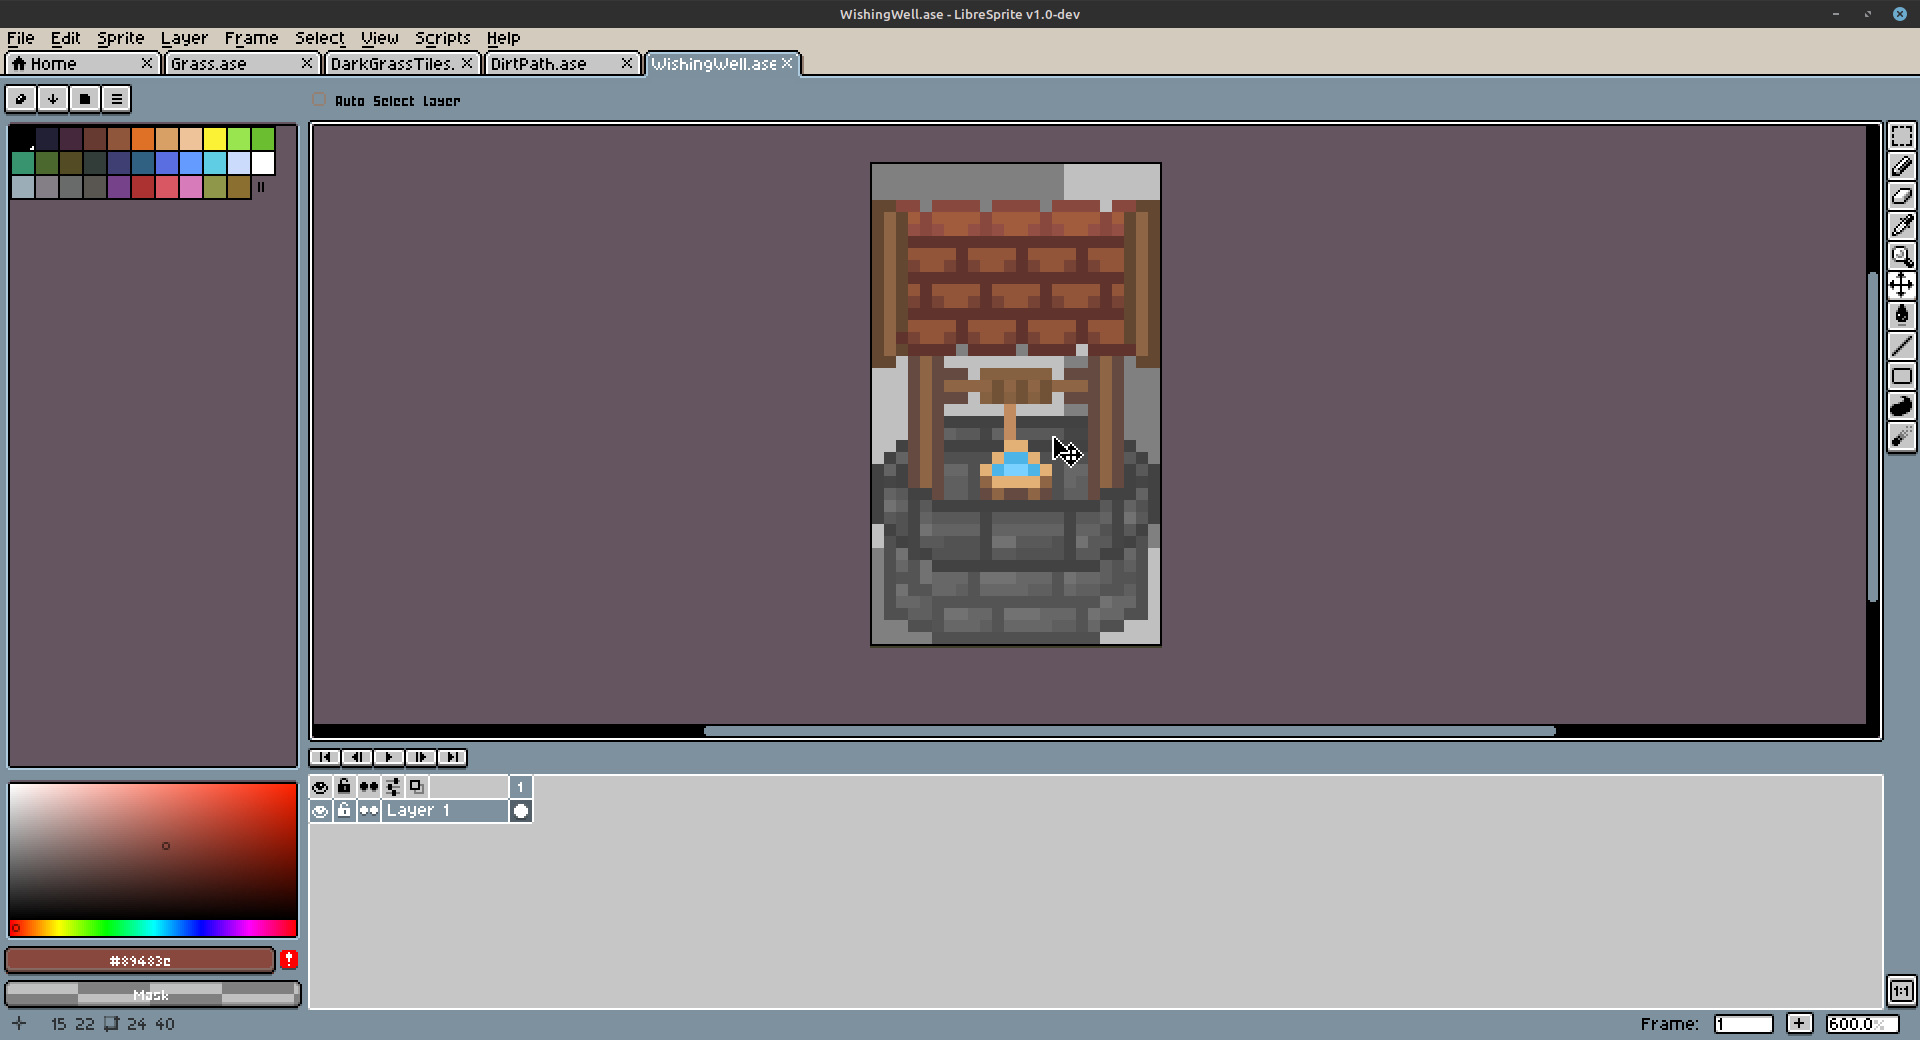 WishingWell.ase - LibreSprite v1.0-dev
File Edit Sprite Layer Frame Select View Scripts Help
Home Grass.ase DarkGrassTiles. DirtPath.ase WishingWell.ase
Auto Select Layer
1
Layer 1
#89483c
Mask
1:1
15 22 24 40
Frame: 1 + 600.0%